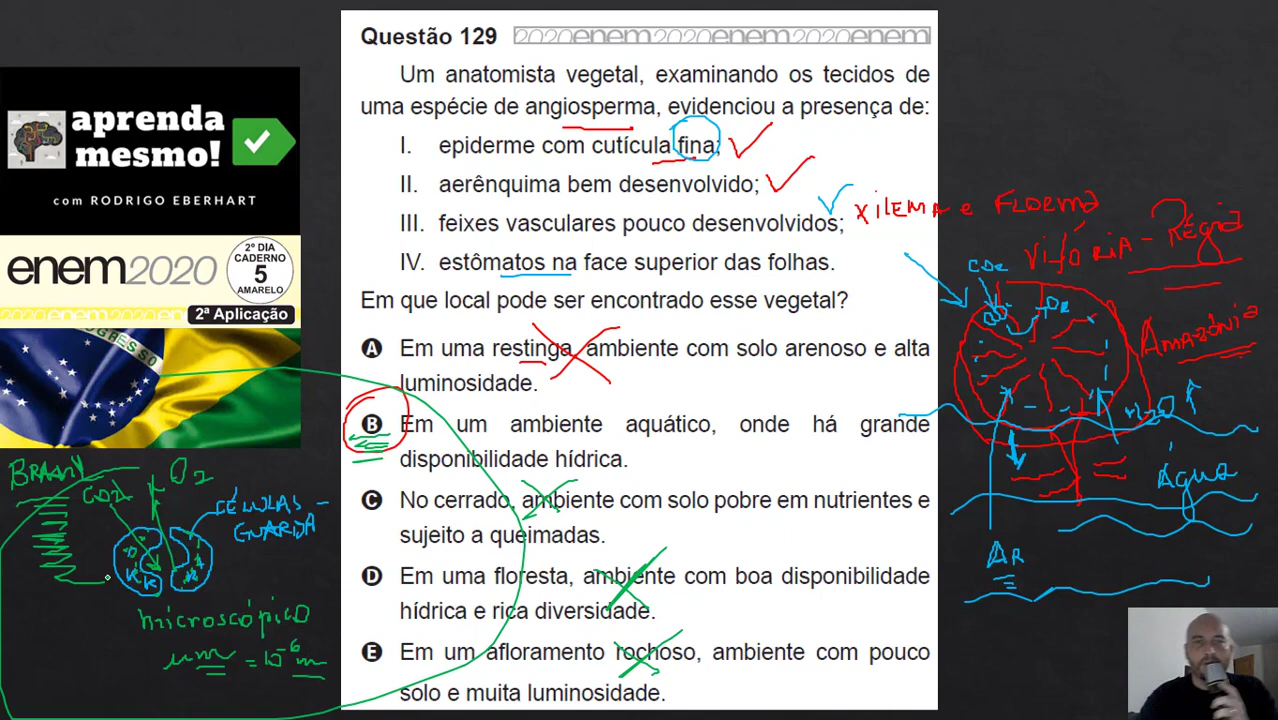 aprenda
mesmo!
com RODRIGO EBERHART
enem2020
2º DIA
CADERNO
5
AMARELO
2ª Aplicação
Questão 129
2020enem2020enem2020enem
Um anatomista vegetal, examinando os tecidos de
uma espécie de angiosperma, evidenciou a presença de:
I. epiderme com cutícula fina;
II. aerênquima bem desenvolvido;
III. feixes vasculares pouco desenvolvidos;
IV. estômatos na face superior das folhas.
Em que local pode ser encontrado esse vegetal?
A Em uma restinga, ambiente com solo arenoso e alta
luminosidade.
B Em um ambiente aquático, onde há grande
disponibilidade hídrica.
C No cerrado, ambiente com solo pobre em nutrientes e
sujeito a queimadas.
D Em uma floresta, ambiente com boa disponibilidade
hídrica e rica diversidade.
E Em um afloramento rochoso, ambiente com pouco
solo e muita luminosidade.
XILEMA e FLOEMA
VITÓRIA-RÉGIA
CO2
O2
AMAZÔNIA
H2O
Água
AR
CO2
O2
CÉLULAS-
GUARDA
microscópico
µm = 10-6 m